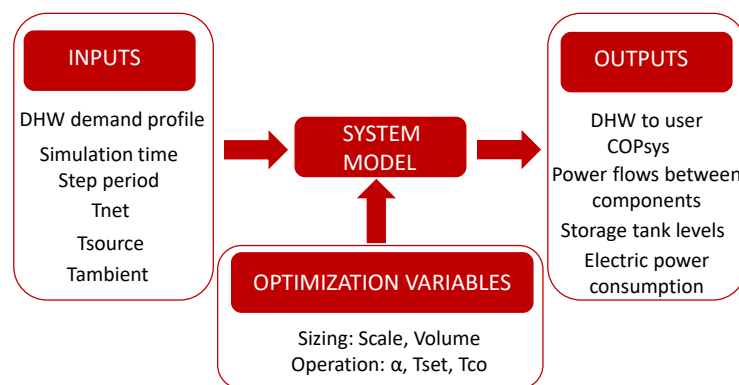 INPUTS
DHW demand profile
Simulation time
Step period
Tnet
Tsource
Tambient
SYSTEM
MODEL
OPTIMIZATION VARIABLES
Sizing: Scale, Volume
Operation: α, Tset, Tco
OUTPUTS
DHW to user
COPsys
Power flows between
components
Storage tank levels
Electric power
consumption